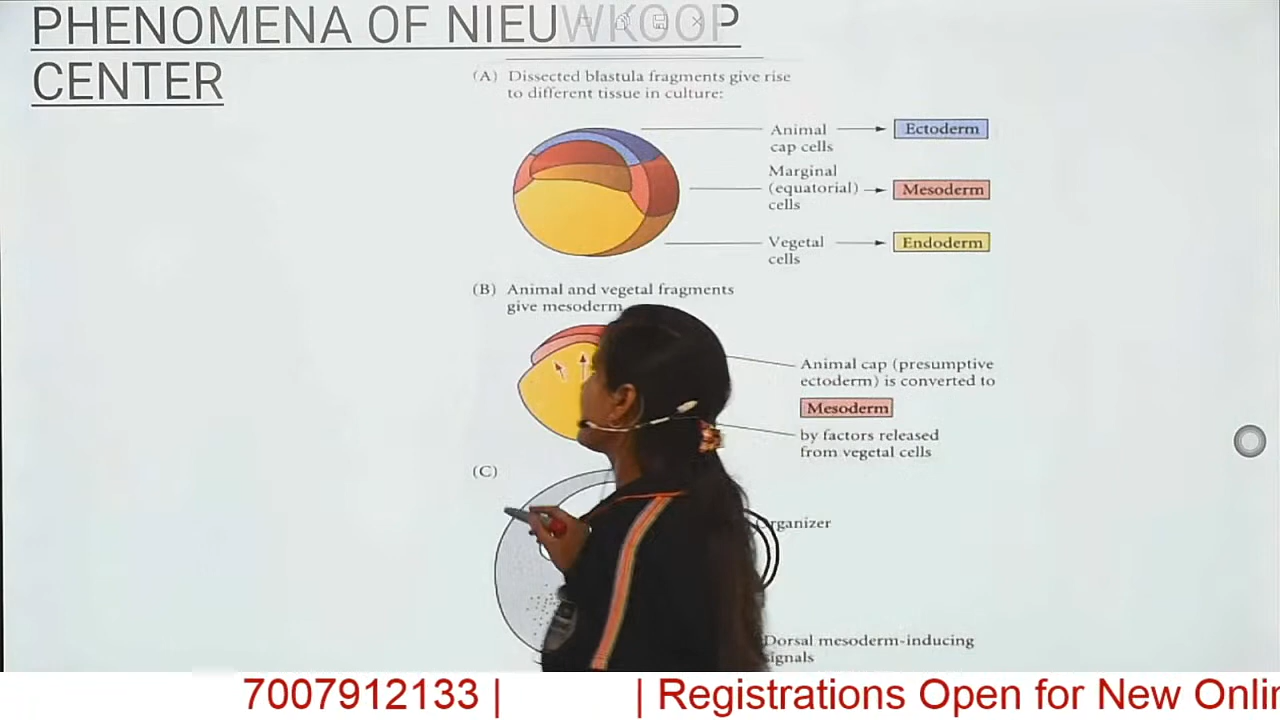 PHENOMENA OF NIEUWKOOP
CENTER
(A) Dissected blastula fragments give rise
to different tissue in culture:
Animal
cap cells
Ectoderm
Marginal
(equatorial)
cells
Mesoderm
Vegetal
cells
Endoderm
(B) Animal and vegetal fragments
give mesoderm
Animal cap (presumptive
ectoderm) is converted to
Mesoderm
by factors released
from vegetal cells
(C)
Organizer
Dorsal mesoderm-inducing
signals
7007912133 | | Registrations Open for New Onli